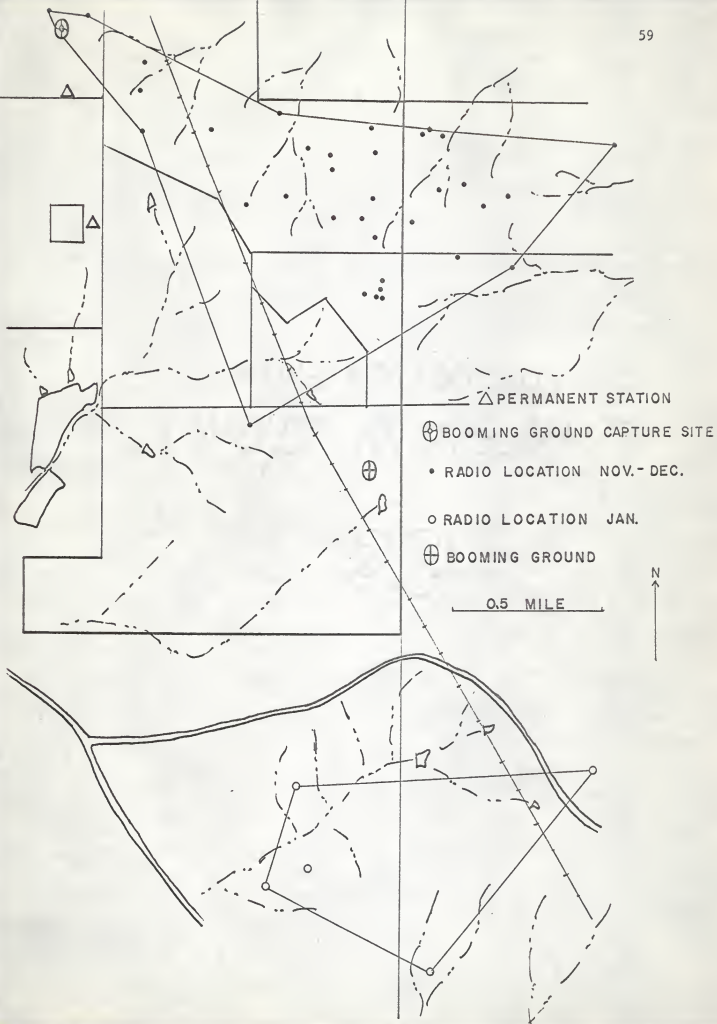 59
PERMANENT STATION
BOOMING GROUND CAPTURE SITE
RADIO LOCATION NOV.-DEC.
RADIO LOCATION JAN.
BOOMING GROUND
N
0.5 MILE